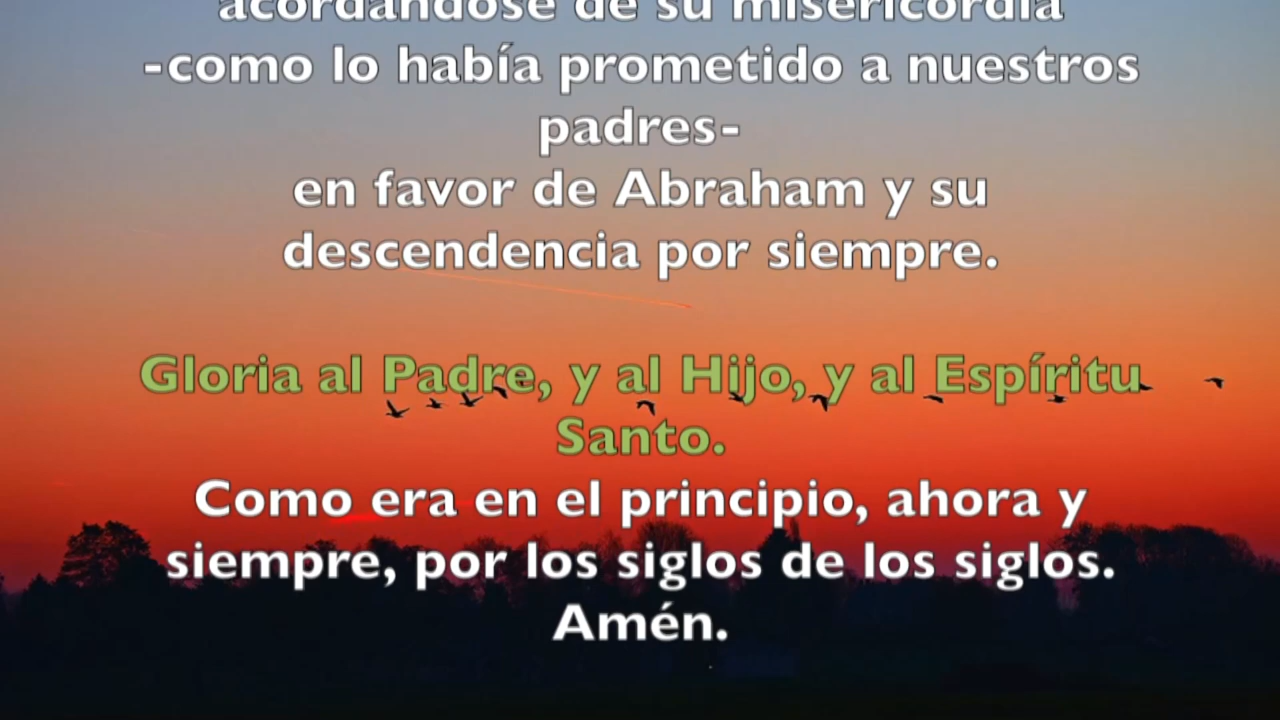 acordándose de su misericordia
-como lo había prometido a nuestros
padres-
en favor de Abraham y su
descendencia por siempre.
Gloria al Padre, y al Hijo, y al Espíritu
Santo.
Como era en el principio, ahora y
siempre, por los siglos de los siglos.
Amén.